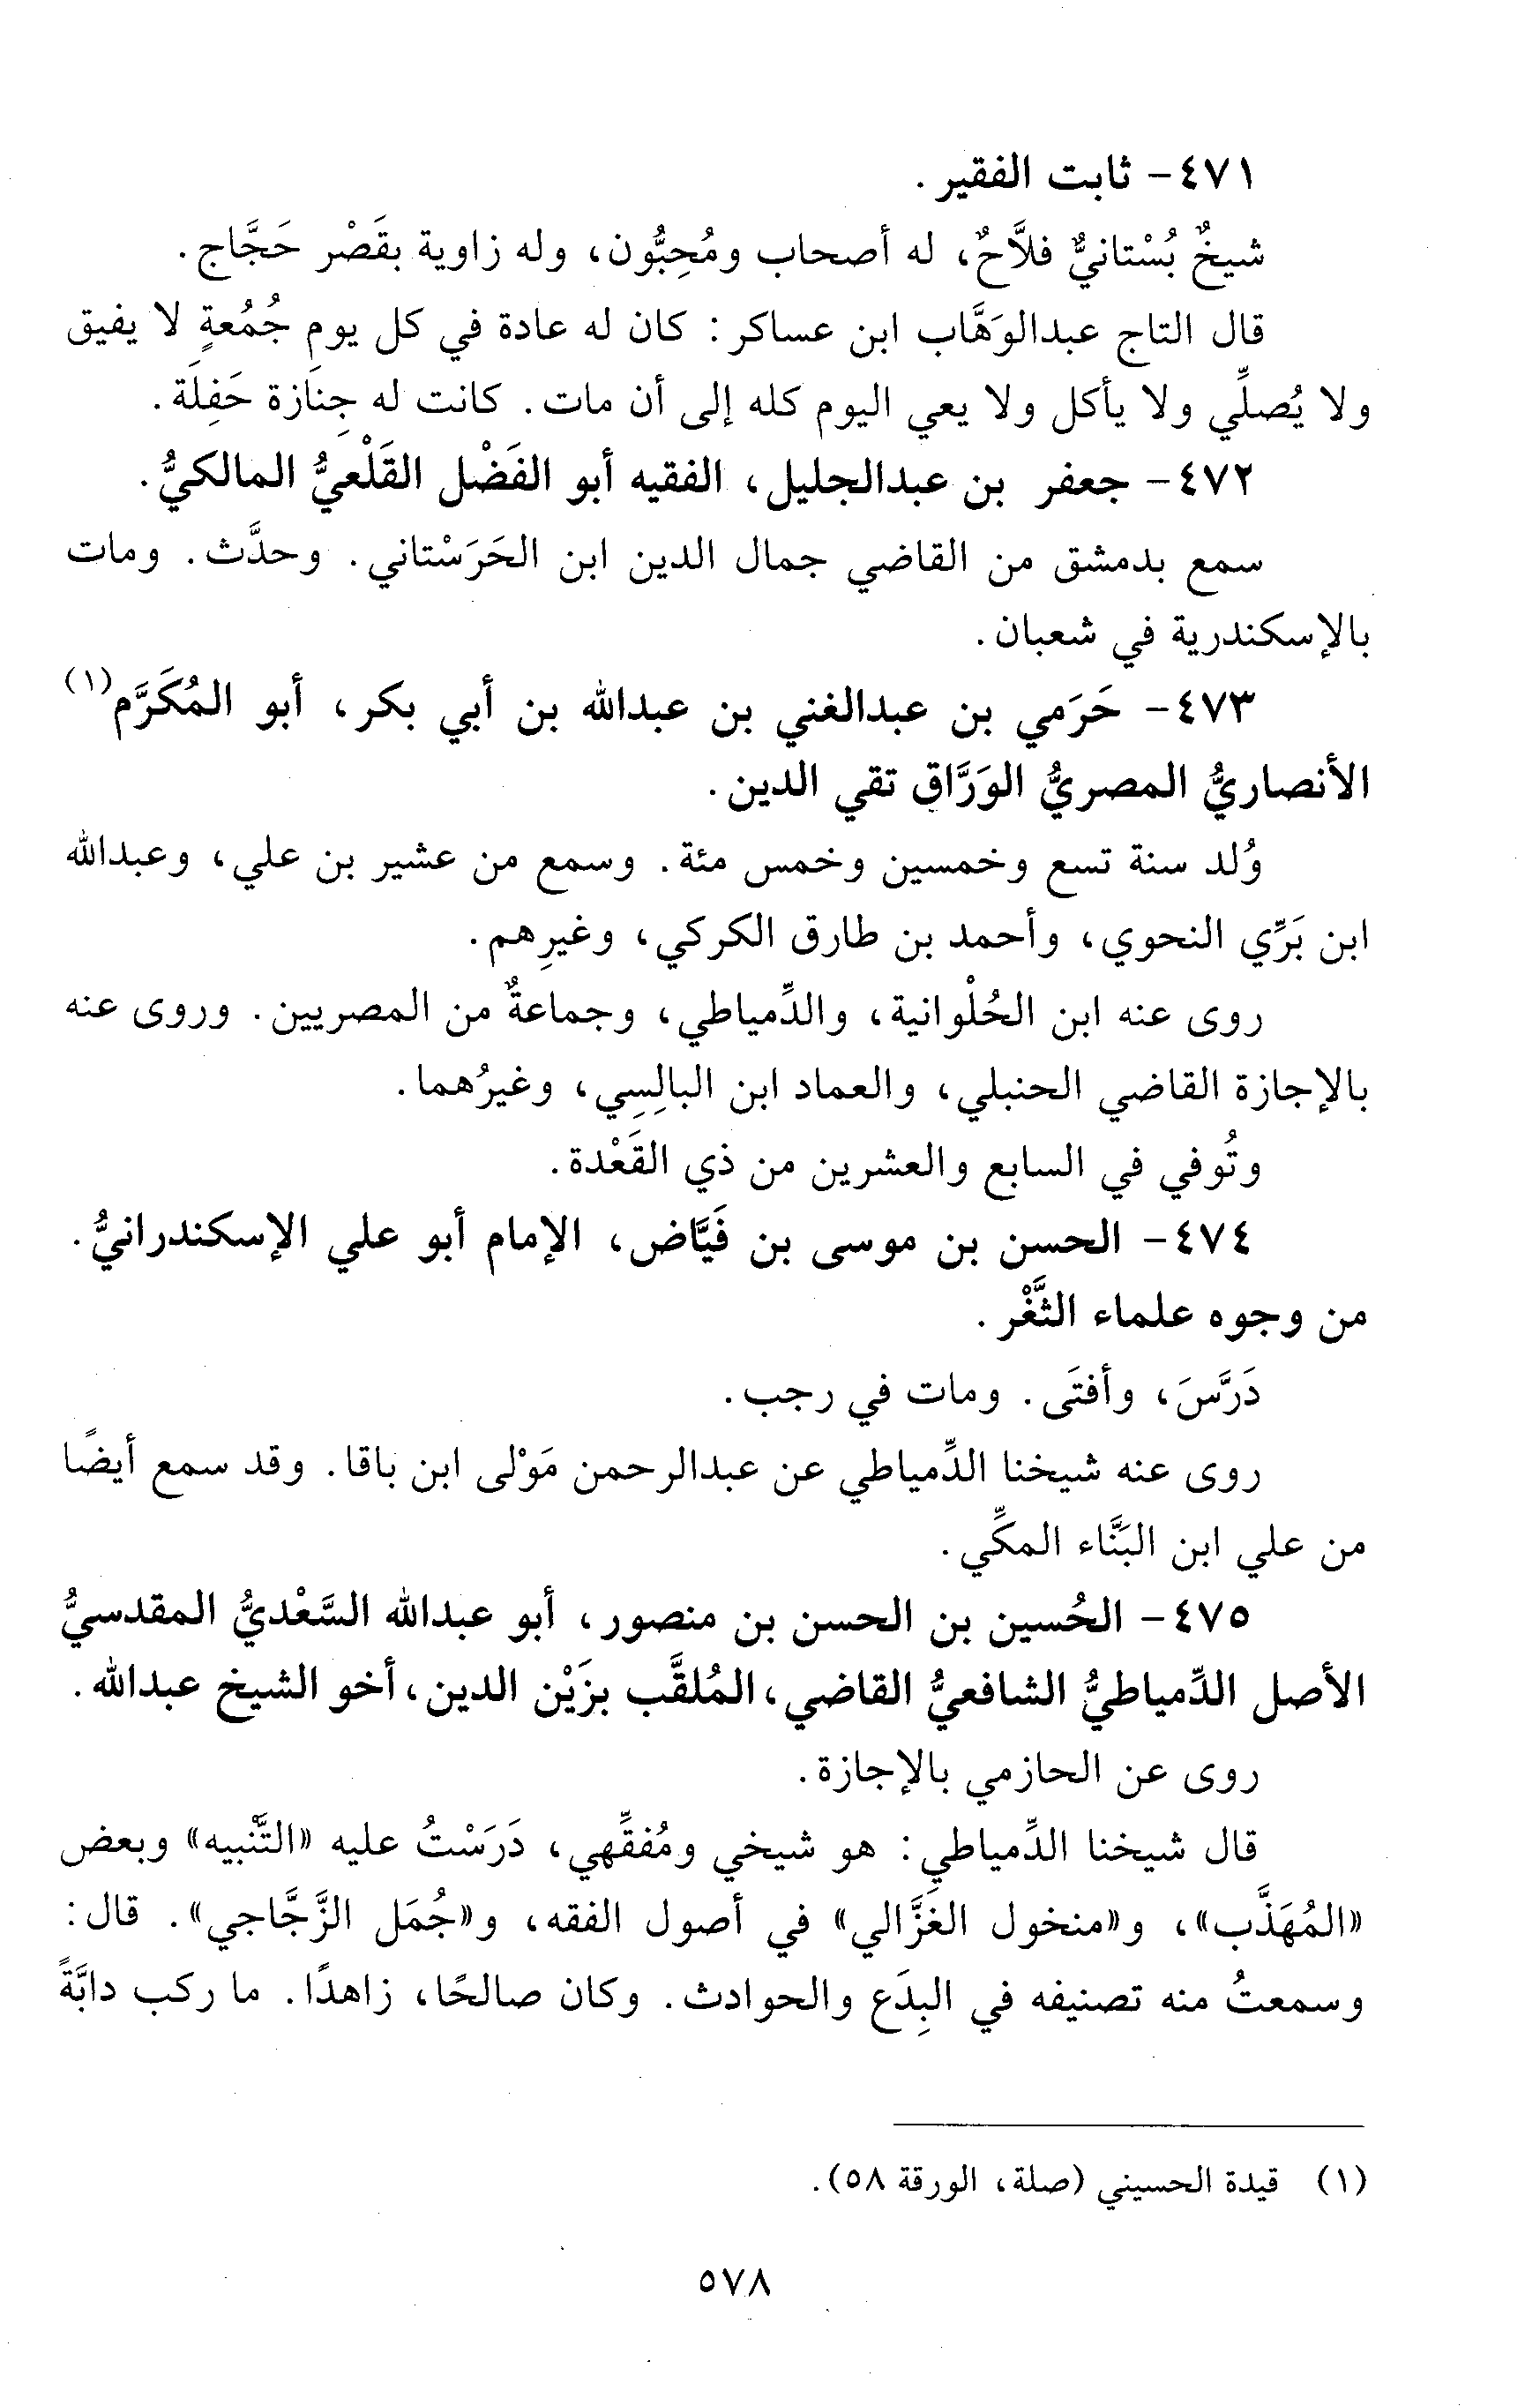 ٤٧١- ثابت الفقير.
شيخٌ بُسْتانيٌّ فلاَّحٌ، له أصحاب ومُحِبُّون، وله زاوية بقَصْر حَجَّاج.
قال التاج عبدالوَهَّاب ابن عساكر: كان له عادة في كل يوم جُمُعةٍ لا يفيق
ولا يُصلِّي ولا يأكل ولا يعي اليوم كله إلى أن مات. كانت له جِنَازة حَفِلَة.
٤٧٢- جعفر بن عبدالجليل، الفقيه أبو الفَضْل القَلْعيُّ المالكيُّ.
سمع بدمشق من القاضي جمال الدين ابن الحَرَسْتاني. وحدَّث. ومات
بالإسكندرية في شعبان.
٤٧٣- حَرَمي بن عبدالغني بن عبدالله بن أبي بكر، أبو المُكَرَّم(١)
الأنصاريُّ المصريُّ الوَرَّاق تقي الدين.
وُلد سنة تسع وخمسين وخمس مئة. وسمع من عشير بن علي، وعبدالله
ابن بَرِّي النحوي، وأحمد بن طارق الكركي، وغيرِهم.
روى عنه ابن الحُلْوانية، والدِّمياطي، وجماعةٌ من المصريين. وروى عنه
بالإجازة القاضي الحنبلي، والعماد ابن البالِسِي، وغيرُهما.
وتُوفي في السابع والعشرين من ذي القَعْدة.
٤٧٤- الحسن بن موسى بن فَيَّاض، الإمام أبو علي الإسكندرانيُّ.
من وجوه علماء الثَّغْر.
دَرَّسَ، وأفتَى. ومات في رجب.
روى عنه شيخنا الدِّمياطي عن عبدالرحمن مَوْلى ابن باقا. وقد سمع أيضًا
من علي ابن البَنَّاء المكِّي.
٤٧٥- الحُسين بن الحسن بن منصور، أبو عبدالله السَّعْديُّ المقدسيُّ
الأصل الدِّمياطيُّ الشافعيُّ القاضي، المُلقَّب بزَيْن الدين، أخو الشيخ عبدالله.
روى عن الحازمي بالإجازة.
قال شيخنا الدِّمياطي: هو شيخي ومُفقِّهي، دَرَسْتُ عليه «التَّنْبيه» وبعض
«المُهَذَّب»، و«منخول الغَزَّالي» في أصول الفقه، و«جُمَل الزَّجَّاجي». قال:
وسمعتُ منه تصنيفه في البِدَع والحوادث. وكان صالحًا، زاهدًا. ما ركب دابَّةً
(١) قيدة الحسيني (صلة، الورقة ٥٨).
٥٧٨